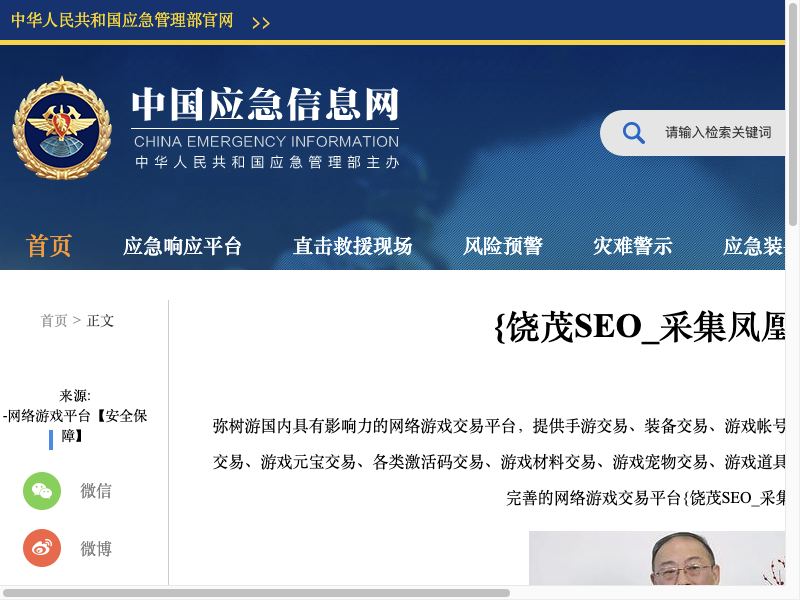 中华人民共和国应急管理部官网 >>
中国应急信息网
CHINA EMERGENCY INFORMATION
中华人民共和国应急管理部主办
请输入检索关键词
首页 应急响应平台 直击救援现场 风险预警 灾难警示 应急装
首页 > 正文
{饶茂SEO_采集凤凰
来源:
-网络游戏平台【安全保
障】
弥树游国内具有影响力的网络游戏交易平台，提供手游交易、装备交易、游戏帐号
交易、游戏元宝交易、各类激活码交易、游戏材料交易、游戏宠物交易、游戏道具
完善的网络游戏交易平台{饶茂SEO_采集
微信
微博